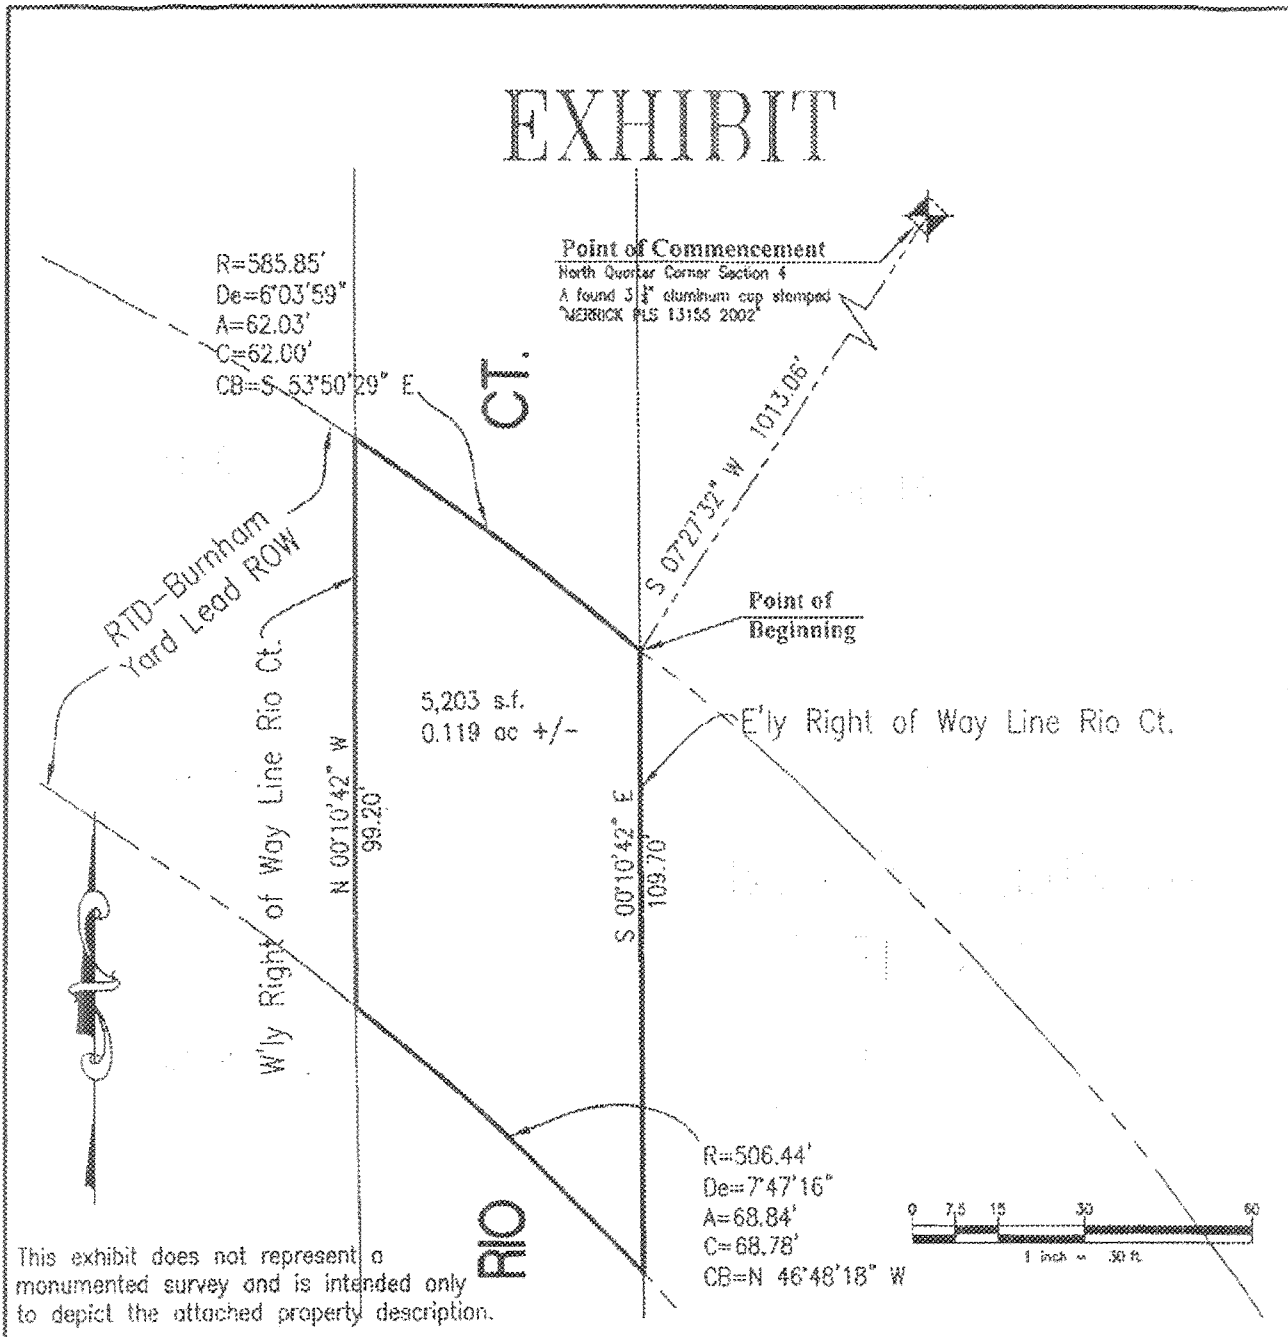 EXHIBIT
Point of Commencement
North Quarter Corner Section 4
A found 3 ¼" aluminum cap stamped
"MERRICK PLS 13155 2002"
R=585.85'
De=6°03'59"
A=62.03'
C=62.00'
CB=S 53°50'29" E
CT.
S 07°27'32" W 1013.06'
RTD-Burnham
Yard Lead ROW
Point of
Beginning
5,203 s.f.
0.119 ac +/-
E'ly Right of Way Line Rio Ct.
W'ly Right of Way Line Rio Ct.
N 00°10'42" W
99.20'
S 00°10'42" E
109.70'
R=506.44'
De=7°47'16"
A=68.84'
C=68.78'
CB=N 46°48'18" W
RIO
0 7.5 15 30 60
1 inch = 30 ft.
This exhibit does not represent a
monumented survey and is intended only
to depict the attached property description.